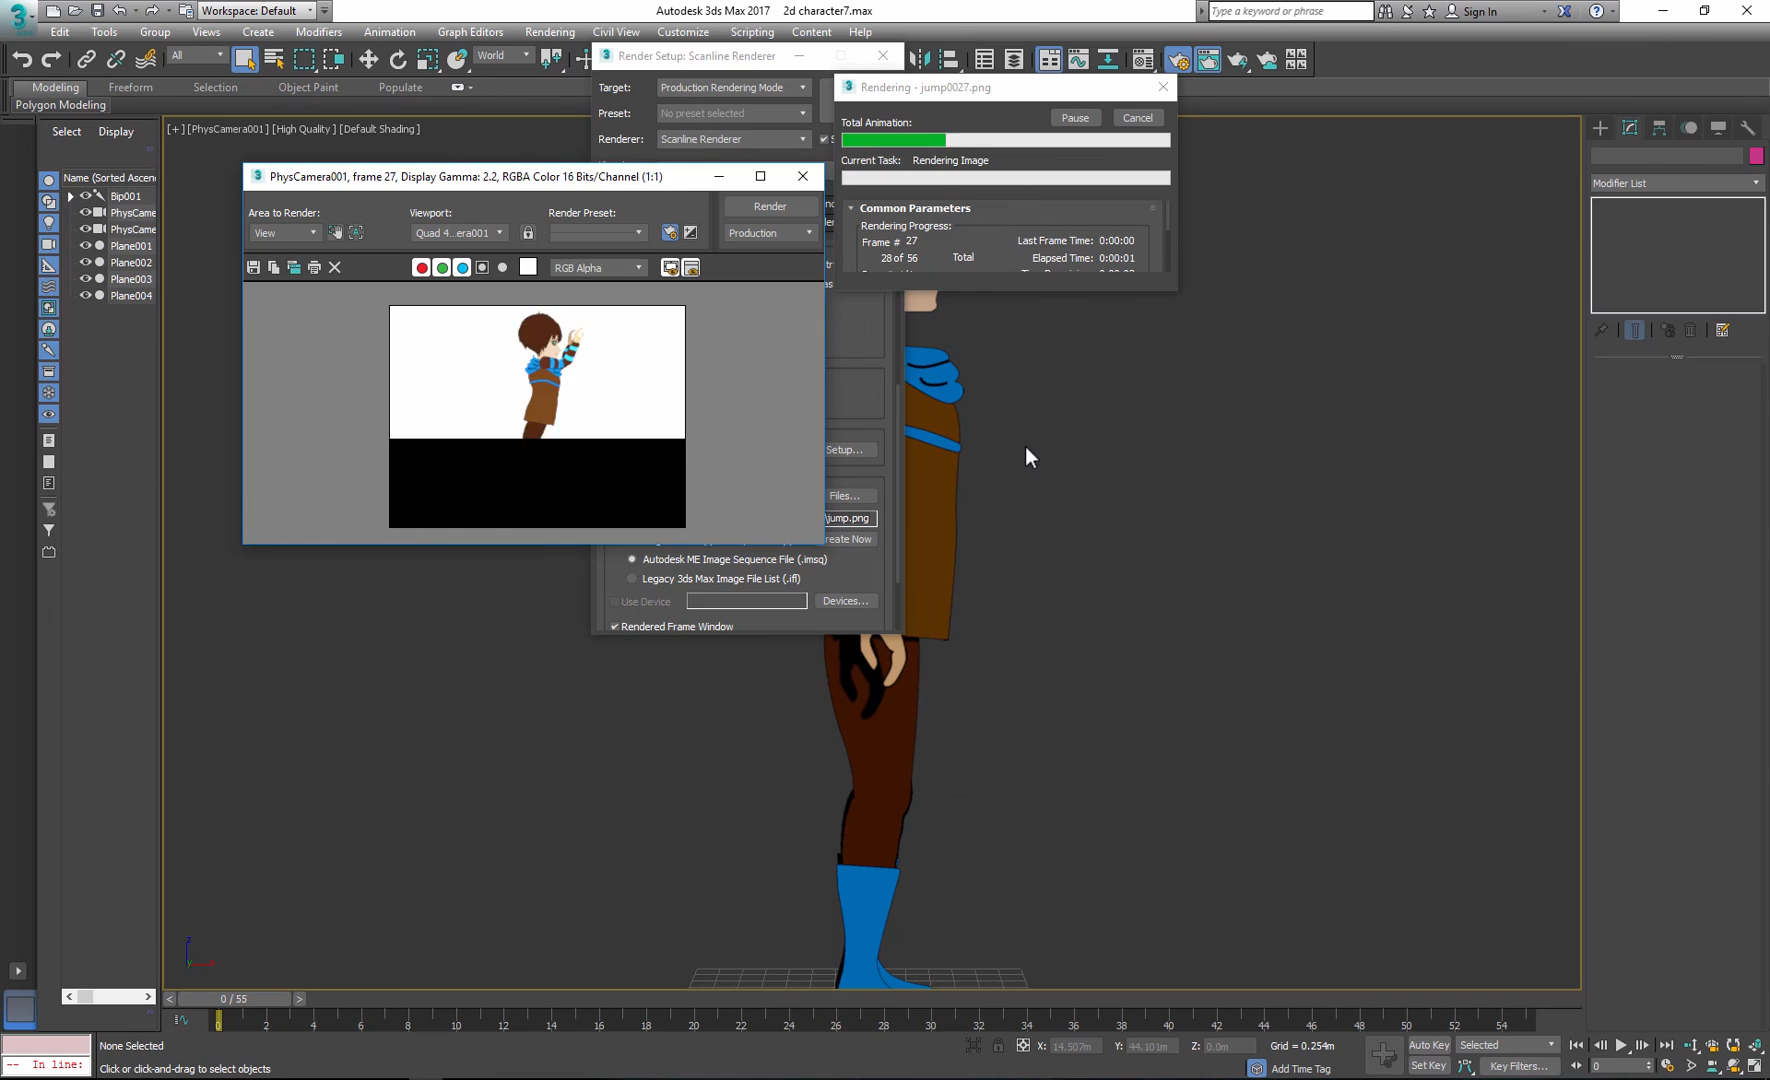 Workspace: Default
Autodesk 3ds Max 2017 2d character7.max
Type a keyword or phrase
Sign In
Edit Tools Group Views Create Modifiers Animation Graph Editors Rendering Civil View Customize Scripting Content Help
All
World
Modeling Freeform Selection Object Paint Populate
Polygon Modeling
Select Display
Name (Sorted Ascen
Bip001
PhysCame
PhysCame
Plane001
Plane002
Plane003
Plane004
[+] [PhysCamera001] [High Quality] [Default Shading]
Render Setup: Scanline Renderer
Target: Production Rendering Mode
Preset: No preset selected
Renderer: Scanline Renderer
Rendering - jump0027.png
Pause Cancel
Total Animation:
Current Task: Rendering Image
Common Parameters
Rendering Progress:
Frame # 27
Last Frame Time: 0:00:00
28 of 56 Total
Elapsed Time: 0:00:01
PhysCamera001, frame 27, Display Gamma: 2.2, RGBA Color 16 Bits/Channel (1:1)
Area to Render:
View
Viewport:
Quad 4...era001
Render Preset:
Render
Production
RGB Alpha
Setup...
Files...
\jump.png
reate Now
Autodesk ME Image Sequence File (.imsq)
Legacy 3ds Max Image File List (.ifl)
Use Device
Devices...
Rendered Frame Window
Modifier List
z
x
0 / 55
0 2 4 6 8 10 12 14 16 18 20 22 24 26 28 30 32 34 36 38 40 42 44 46 48 50 52 54
None Selected
Click or click-and-drag to select objects
-- In line:
X: 14.507m Y: 44.101m Z: 0.0m
Grid = 0.254m
Add Time Tag
Auto Key Selected
Set Key Key Filters...
0